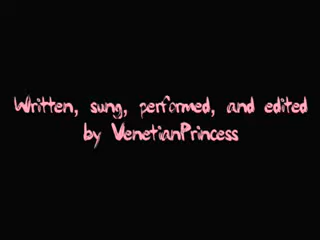 Written, sung, performed, and edited
by VenetianPrincess